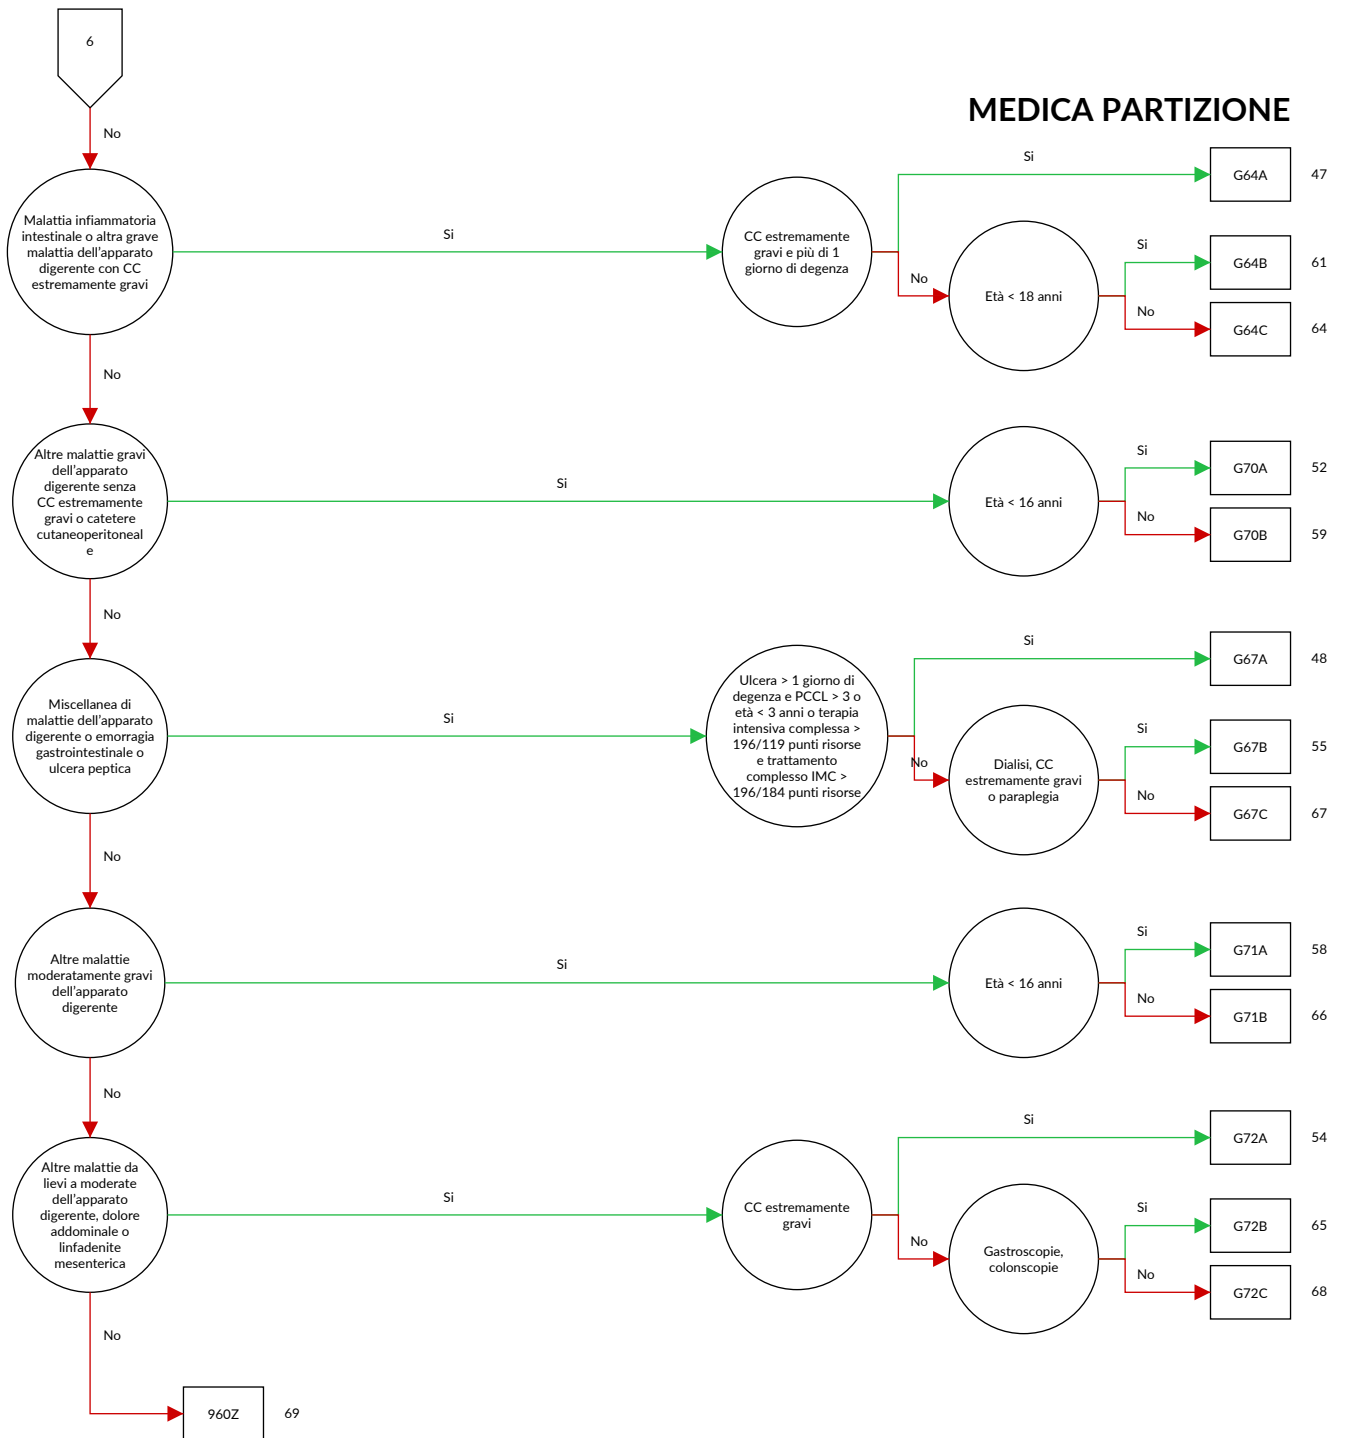 6
No
MEDICA PARTIZIONE
Malattia infiammatoria
intestinale o altra grave
malattia dell'apparato
digerente con CC
estremamente gravi
Si
CC estremamente
gravi e più di 1
giorno di degenza
Si
G64A
47
No
Età < 18 anni
Si
G64B
61
No
G64C
64
No
Altre malattie gravi
dell'apparato
digerente senza
CC estremamente
gravi o catetere
cutaneoperitoneal
e
Si
Età < 16 anni
Si
G70A
52
No
G70B
59
No
Miscellanea di
malattie dell'apparato
digerente o emorragia
gastrointestinale o
ulcera peptica
Si
Ulcera > 1 giorno di
degenza e PCCL > 3 o
età < 3 anni o terapia
intensiva complessa >
196/119 punti risorse
e trattamento
complesso IMC >
196/184 punti risorse
Si
G67A
48
No
Dialisi, CC
estremamente gravi
o paraplegia
Si
G67B
55
No
G67C
67
No
Altre malattie
moderatamente gravi
dell'apparato
digerente
Si
Età < 16 anni
Si
G71A
58
No
G71B
66
No
Altre malattie da
lievi a moderate
dell'apparato
digerente, dolore
addominale o
linfadenite
mesenterica
Si
CC estremamente
gravi
Si
G72A
54
No
Gastroscopie,
colonscopie
Si
G72B
65
No
G72C
68
No
960Z
69